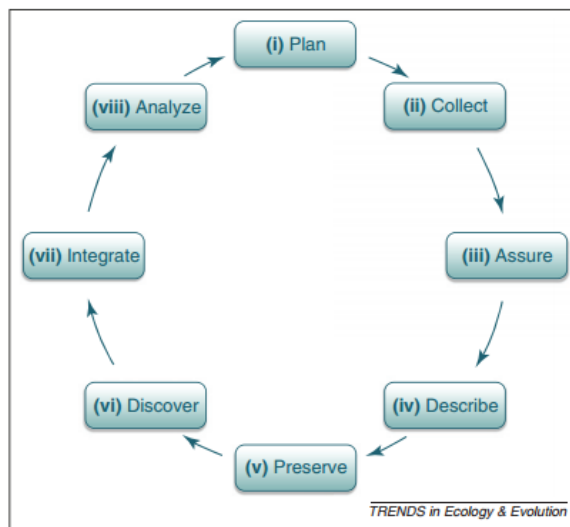 (i) Plan
(ii) Collect
(iii) Assure
(iv) Describe
(v) Preserve
(vi) Discover
(vii) Integrate
(viii) Analyze
TRENDS in Ecology & Evolution